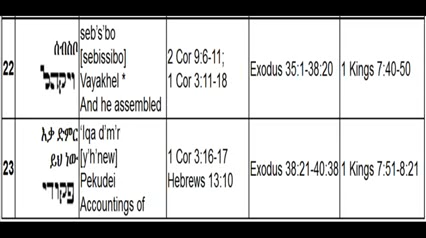 22
ሰብስቦ
ויקהל
seb's'bo
[sebissibo]
Vayakhel *
And he assembled
2 Cor 9:6-11;
1 Cor 3:11-18
Exodus 35:1-38:20
1 Kings 7:40-50
23
እቃ ድምር
ይህ ነው
פקודי
'Iqa d'm'r
[y'h'new]
Pekudei
Accountings of
1 Cor 3:16-17
Hebrews 13:10
Exodus 38:21-40:38
1 Kings 7:51-8:21